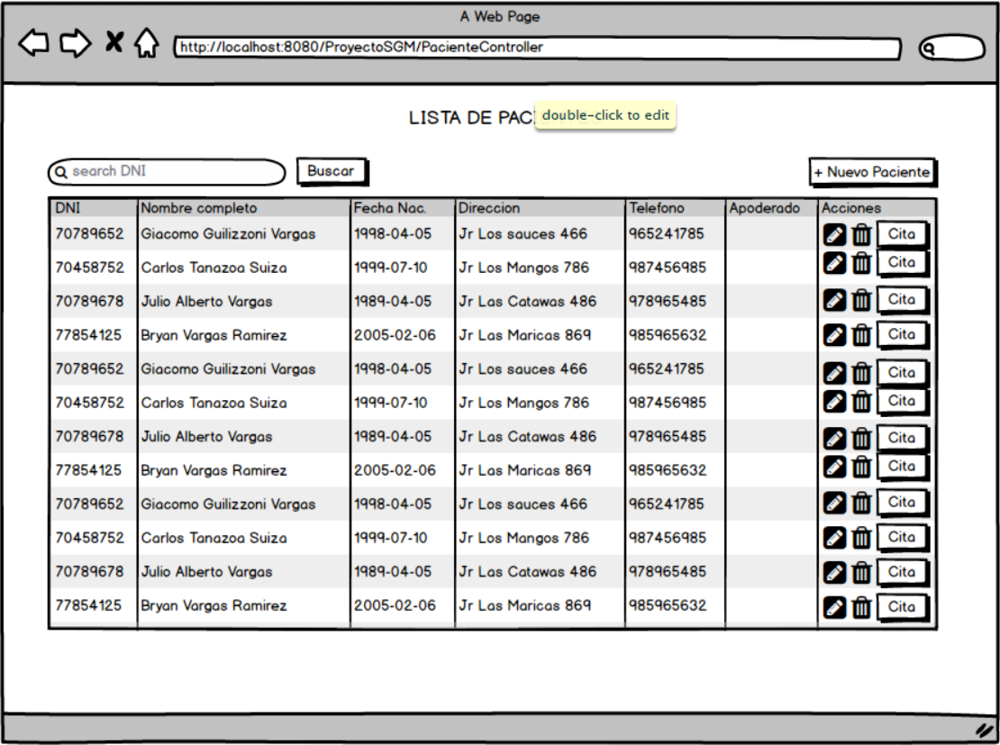 A Web Page
http://localhost:8080/ProyectoSGM/PacienteController
LISTA DE PAC
double-click to edit
search DNI
Buscar
+ Nuevo Paciente
DNI Nombre completo Fecha Nac. Direccion Telefono Apoderado Acciones
70789652 Giacomo Guilizzoni Vargas 1998-04-05 Jr Los sauces 466 965241785 Cita
70458752 Carlos Tanazoa Suiza 1999-07-10 Jr Los Mangos 786 987456985 Cita
70789678 Julio Alberto Vargas 1989-04-05 Jr Las Catawas 486 978965485 Cita
77854125 Bryan Vargas Ramirez 2005-02-06 Jr Las Maricas 869 985965632 Cita
70789652 Giacomo Guilizzoni Vargas 1998-04-05 Jr Los sauces 466 965241785 Cita
70458752 Carlos Tanazoa Suiza 1999-07-10 Jr Los Mangos 786 987456985 Cita
70789678 Julio Alberto Vargas 1989-04-05 Jr Las Catawas 486 978965485 Cita
77854125 Bryan Vargas Ramirez 2005-02-06 Jr Las Maricas 869 985965632 Cita
70789652 Giacomo Guilizzoni Vargas 1998-04-05 Jr Los sauces 466 965241785 Cita
70458752 Carlos Tanazoa Suiza 1999-07-10 Jr Los Mangos 786 987456985 Cita
70789678 Julio Alberto Vargas 1989-04-05 Jr Las Catawas 486 978965485 Cita
77854125 Bryan Vargas Ramirez 2005-02-06 Jr Las Maricas 869 985965632 Cita